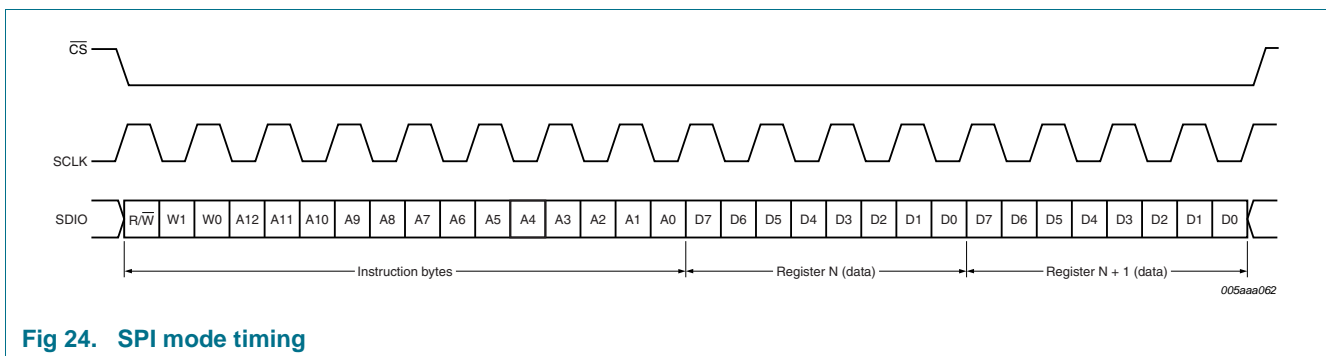 CS
SCLK
SDIO R/W W1 W0 A12 A11 A10 A9 A8 A7 A6 A5 A4 A3 A2 A1 A0 D7 D6 D5 D4 D3 D2 D1 D0 D7 D6 D5 D4 D3 D2 D1 D0
Instruction bytes Register N (data) Register N + 1 (data)
005aaa062
Fig 24. SPI mode timing